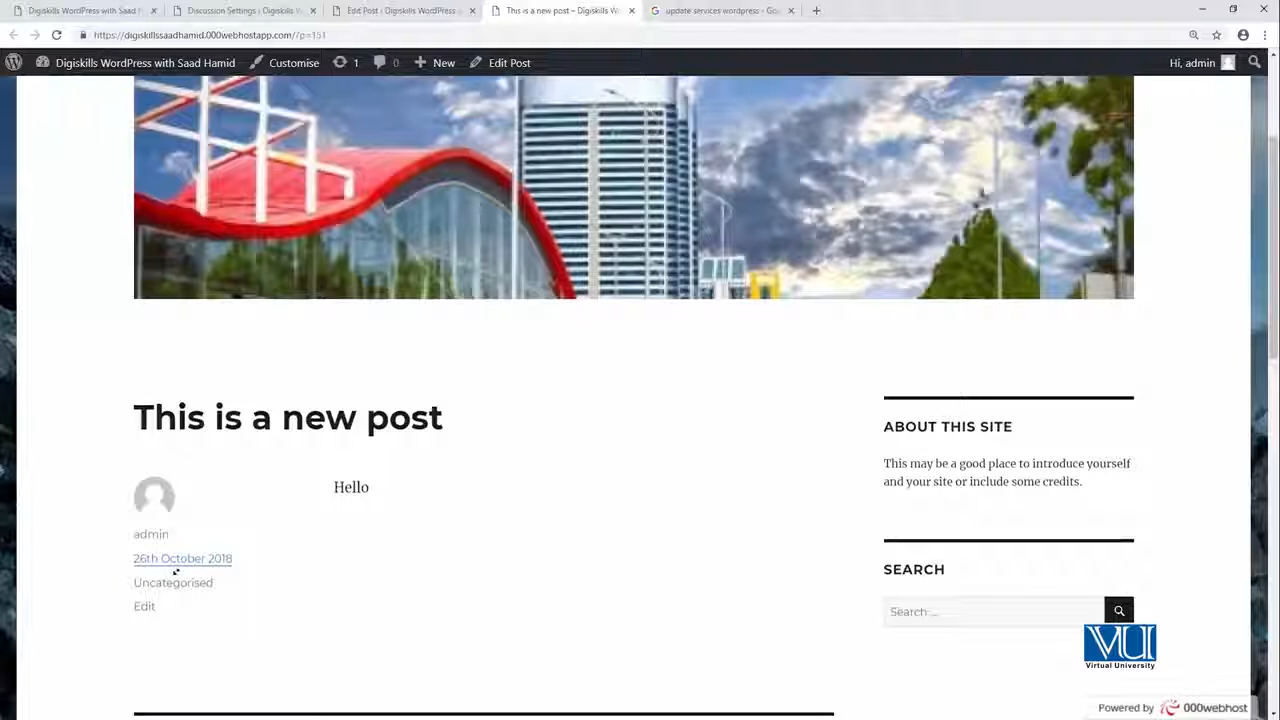 Digiskills WordPress with Saad
Discussion Settings ‹ Digiskills W
Edit Post ‹ Digiskills WordPress
This is a new post – Digiskills W
update services wordpress - Go
https://digiskillssaadhamid.000webhostapp.com/?p=151
Digiskills WordPress with Saad Hamid
Customise
1
0
New
Edit Post
Hi, admin
This is a new post
Hello
admin
26th October 2018
Uncategorised
Edit
ABOUT THIS SITE
This may be a good place to introduce yourself
and your site or include some credits.
SEARCH
Search …
VU
Virtual University
Powered by 000webhost